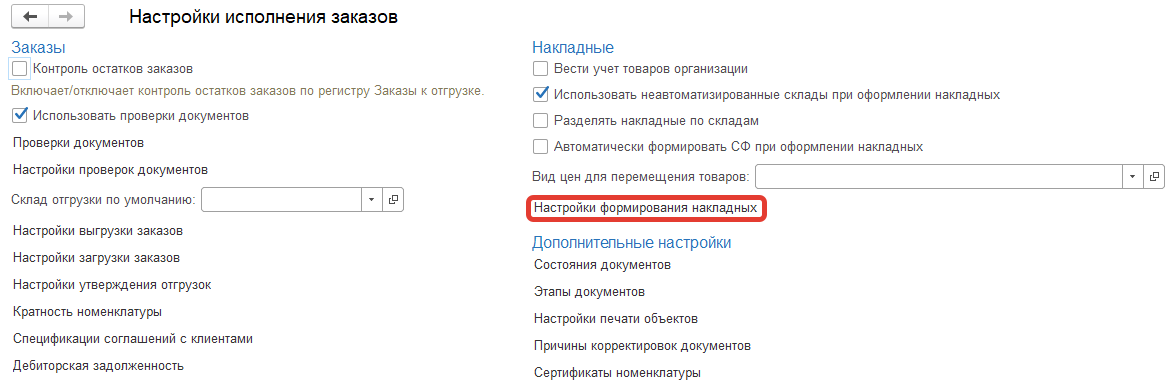 Настройки исполнения заказов
Заказы
Контроль остатков заказов
Включает/отключает контроль остатков заказов по регистру Заказы к отгрузке.
Использовать проверки документов
Проверки документов
Настройки проверок документов
Склад отгрузки по умолчанию:
Настройки выгрузки заказов
Настройки загрузки заказов
Настройки утверждения отгрузок
Кратность номенклатуры
Спецификации соглашений с клиентами
Дебиторская задолженность
Накладные
Вести учет товаров организации
Использовать неавтоматизированные склады при оформлении накладных
Разделять накладные по складам
Автоматически формировать СФ при оформлении накладных
Вид цен для перемещения товаров:
Настройки формирования накладных
Дополнительные настройки
Состояния документов
Этапы документов
Настройки печати объектов
Причины корректировок документов
Сертификаты номенклатуры